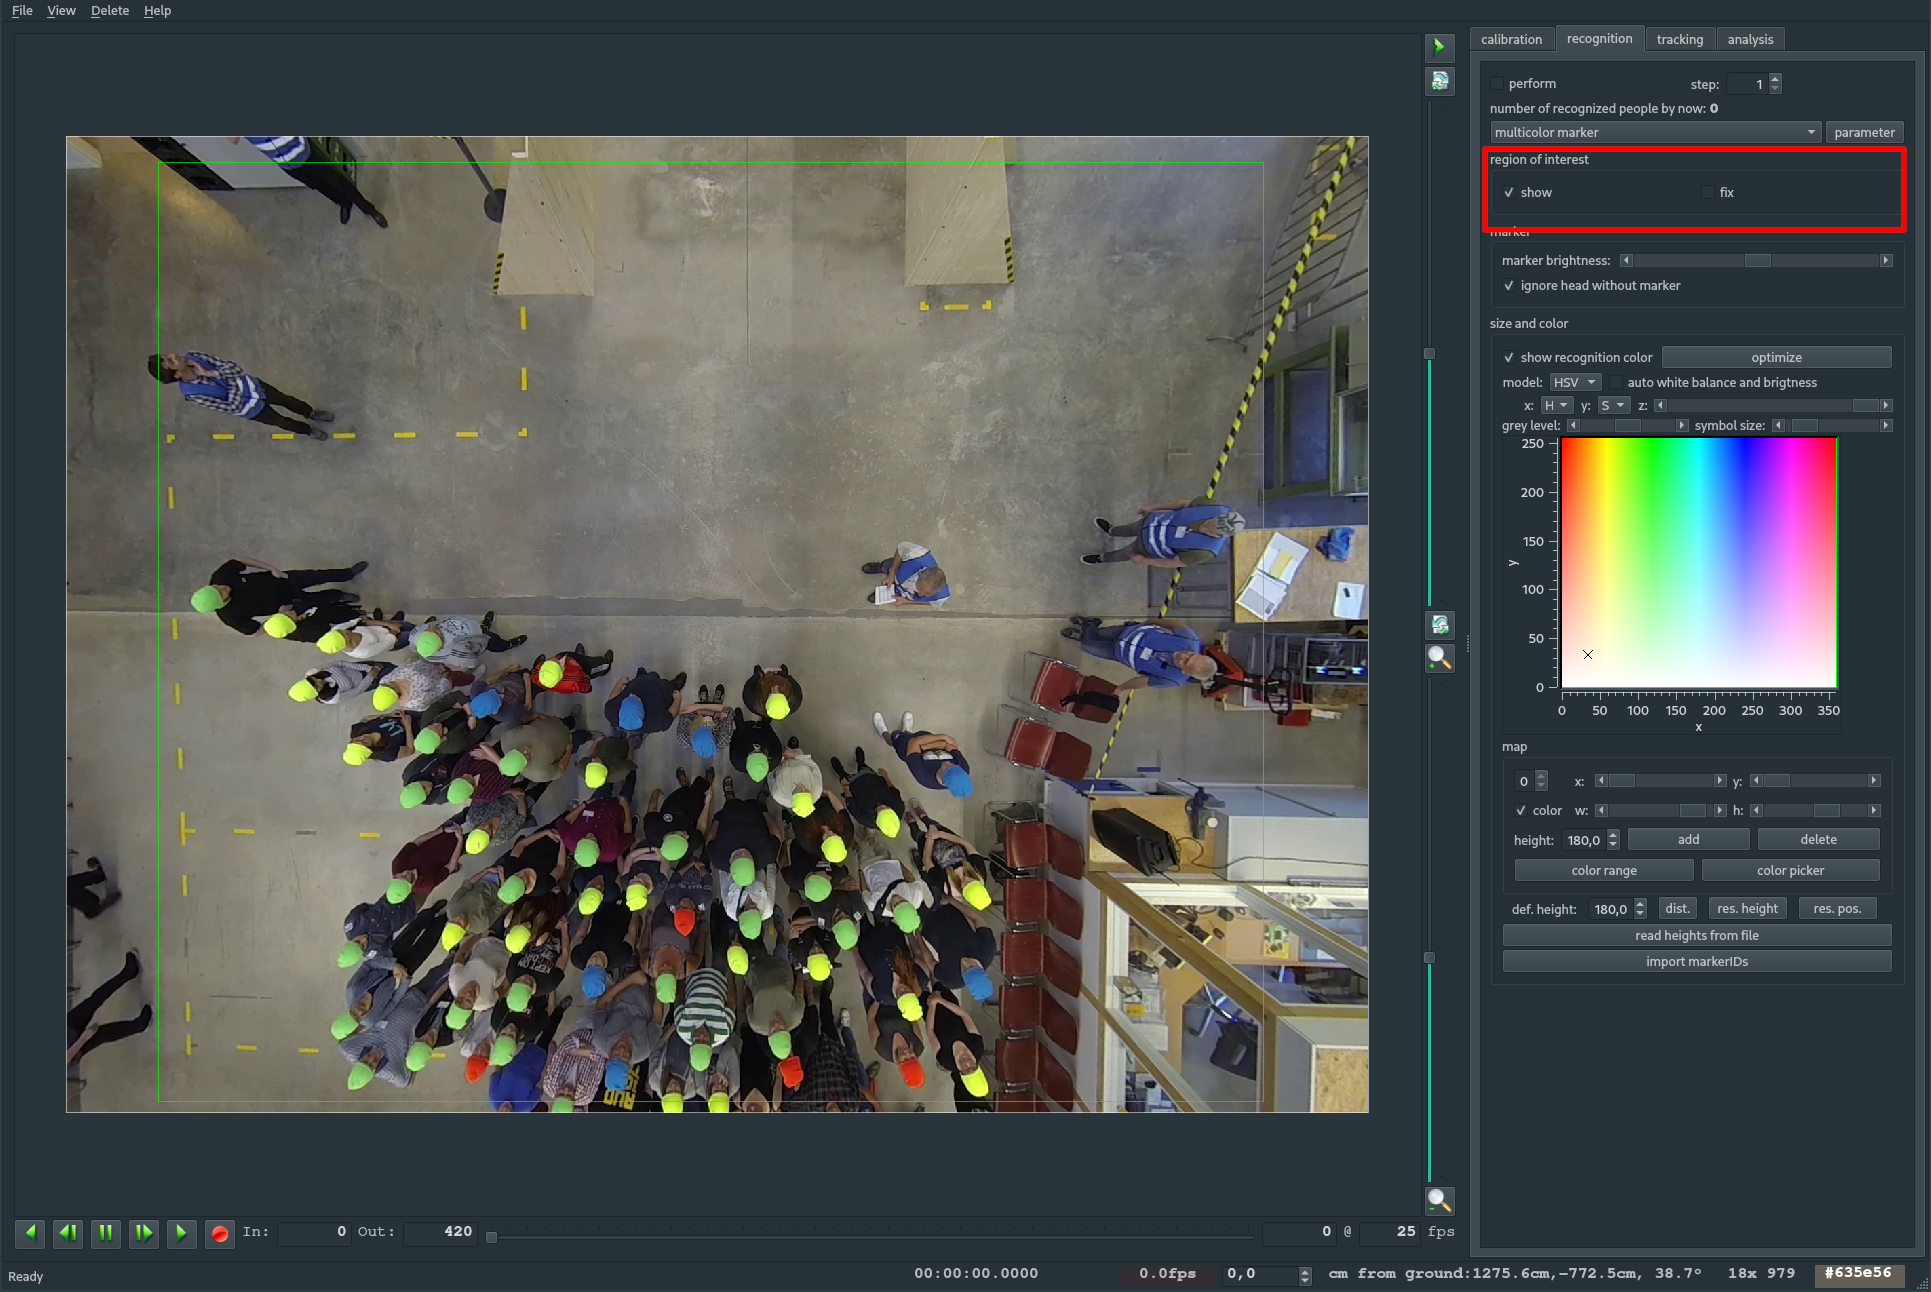 File View Delete Help
calibration recognition tracking analysis
perform step: 1
number of recognized people by now: 0
multicolor marker parameter
region of interest
show fix
marker
marker brightness:
ignore head without marker
size and color
show recognition color optimize
model: HSV auto white balance and brigtness
x: H y: S z:
grey level: symbol size:
250
200
150
y
100
50
0
0 50 100 150 200 250 300 350
x
map
0 x: y:
color w: h:
height: 180,0 add delete
color range color picker
def. height: 180,0 dist. res. height res. pos.
read heights from file
import markerIDs
In: 0 Out: 420 0 @ 25 fps
Ready 00:00:00.0000 0.0fps 0,0 cm from ground:1275.6cm,-772.5cm, 38.7° 18x 979 #635e56